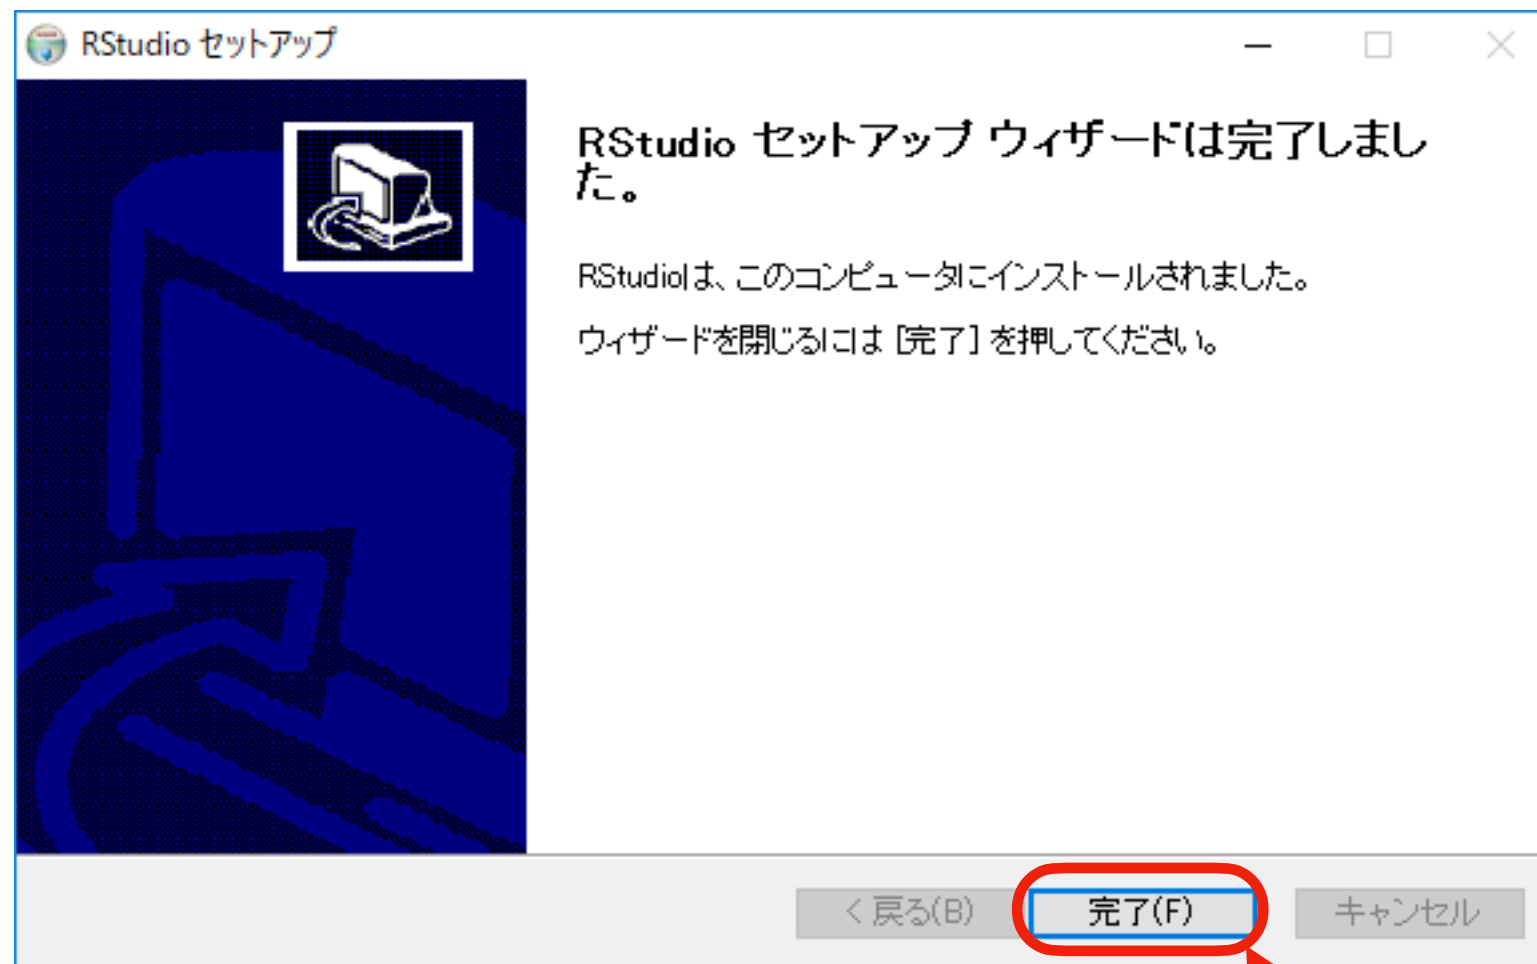 RStudio セットアップ
RStudio セットアップ ウィザードは完了しまし
た。
RStudioは、このコンピュータにインストールされました。
ウィザードを閉じるには [完了] を押してください。
< 戻る(B)
完了(F)
キャンセル